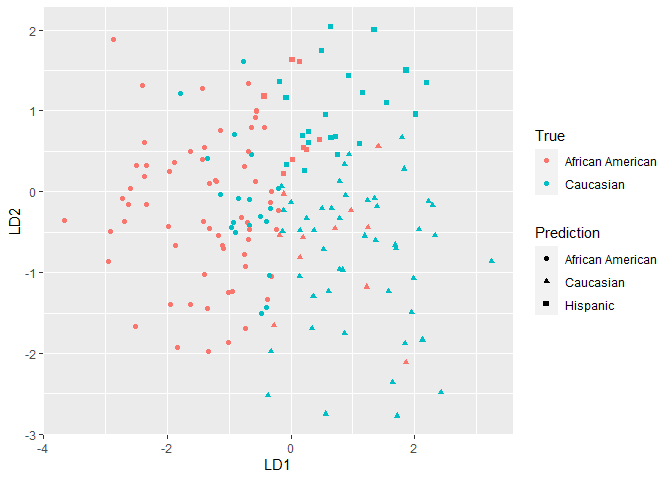 2
1
0
-1
-2
-3
LD2
-4
-2
0
2
LD1
True
African American
Caucasian
Prediction
African American
Caucasian
Hispanic